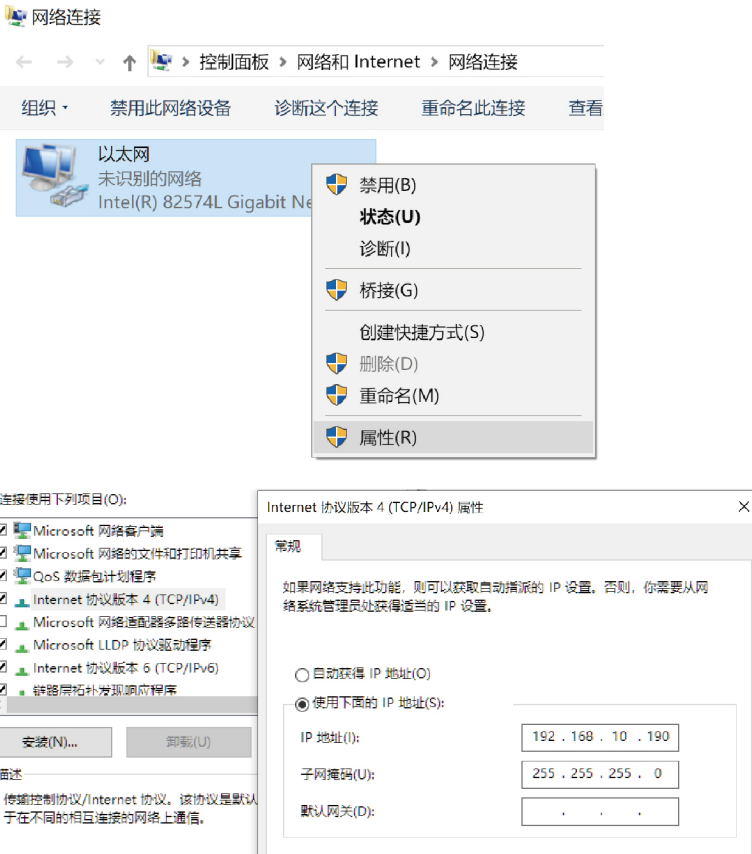 网络连接
控制面板 > 网络和 Internet > 网络连接
组织 禁用此网络设备 诊断这个连接 重命名此连接 查看
以太网
未识别的网络
Intel(R) 82574L Gigabit Ne
禁用(B)
状态(U)
诊断(I)
桥接(G)
创建快捷方式(S)
删除(D)
重命名(M)
属性(R)
连接使用下列项目(O):
Microsoft 网络客户端
Microsoft 网络的文件和打印机共享
QoS 数据包计划程序
Internet 协议版本 4 (TCP/IPv4)
Microsoft 网络适配器多路传送器协议
Microsoft LLDP 协议驱动程序
Internet 协议版本 6 (TCP/IPv6)
链路层拓扑发现响应程序
安装(N)... 卸载(U)
描述
传输控制协议/Internet 协议。该协议是默认
于在不同的相互连接的网络上通信。
Internet 协议版本 4 (TCP/IPv4) 属性
常规
如果网络支持此功能，则可以获取自动指派的 IP 设置。否则，你需要从网
络系统管理员处获得适当的 IP 设置。
自动获得 IP 地址(O)
使用下面的 IP 地址(S):
IP 地址(I): 192 . 168 . 10 . 190
子网掩码(U): 255 . 255 . 255 . 0
默认网关(D): . . .